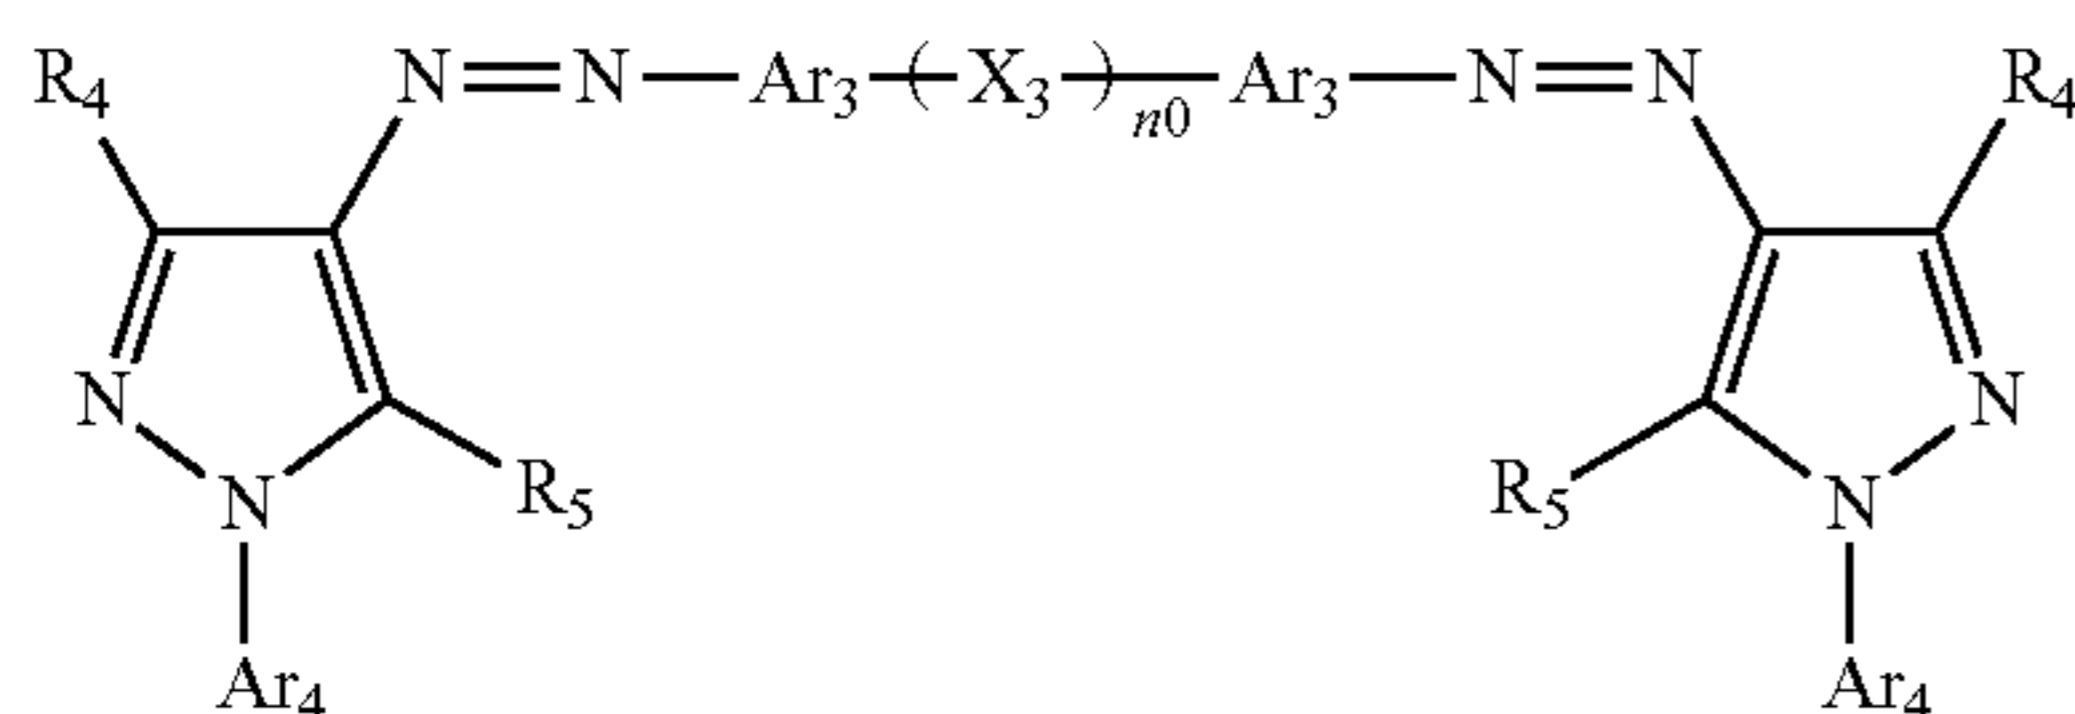 R4 N=N—Ar3—(X3)n0—Ar3—N=N R4
N N
R5 R5
N N
Ar4 Ar4